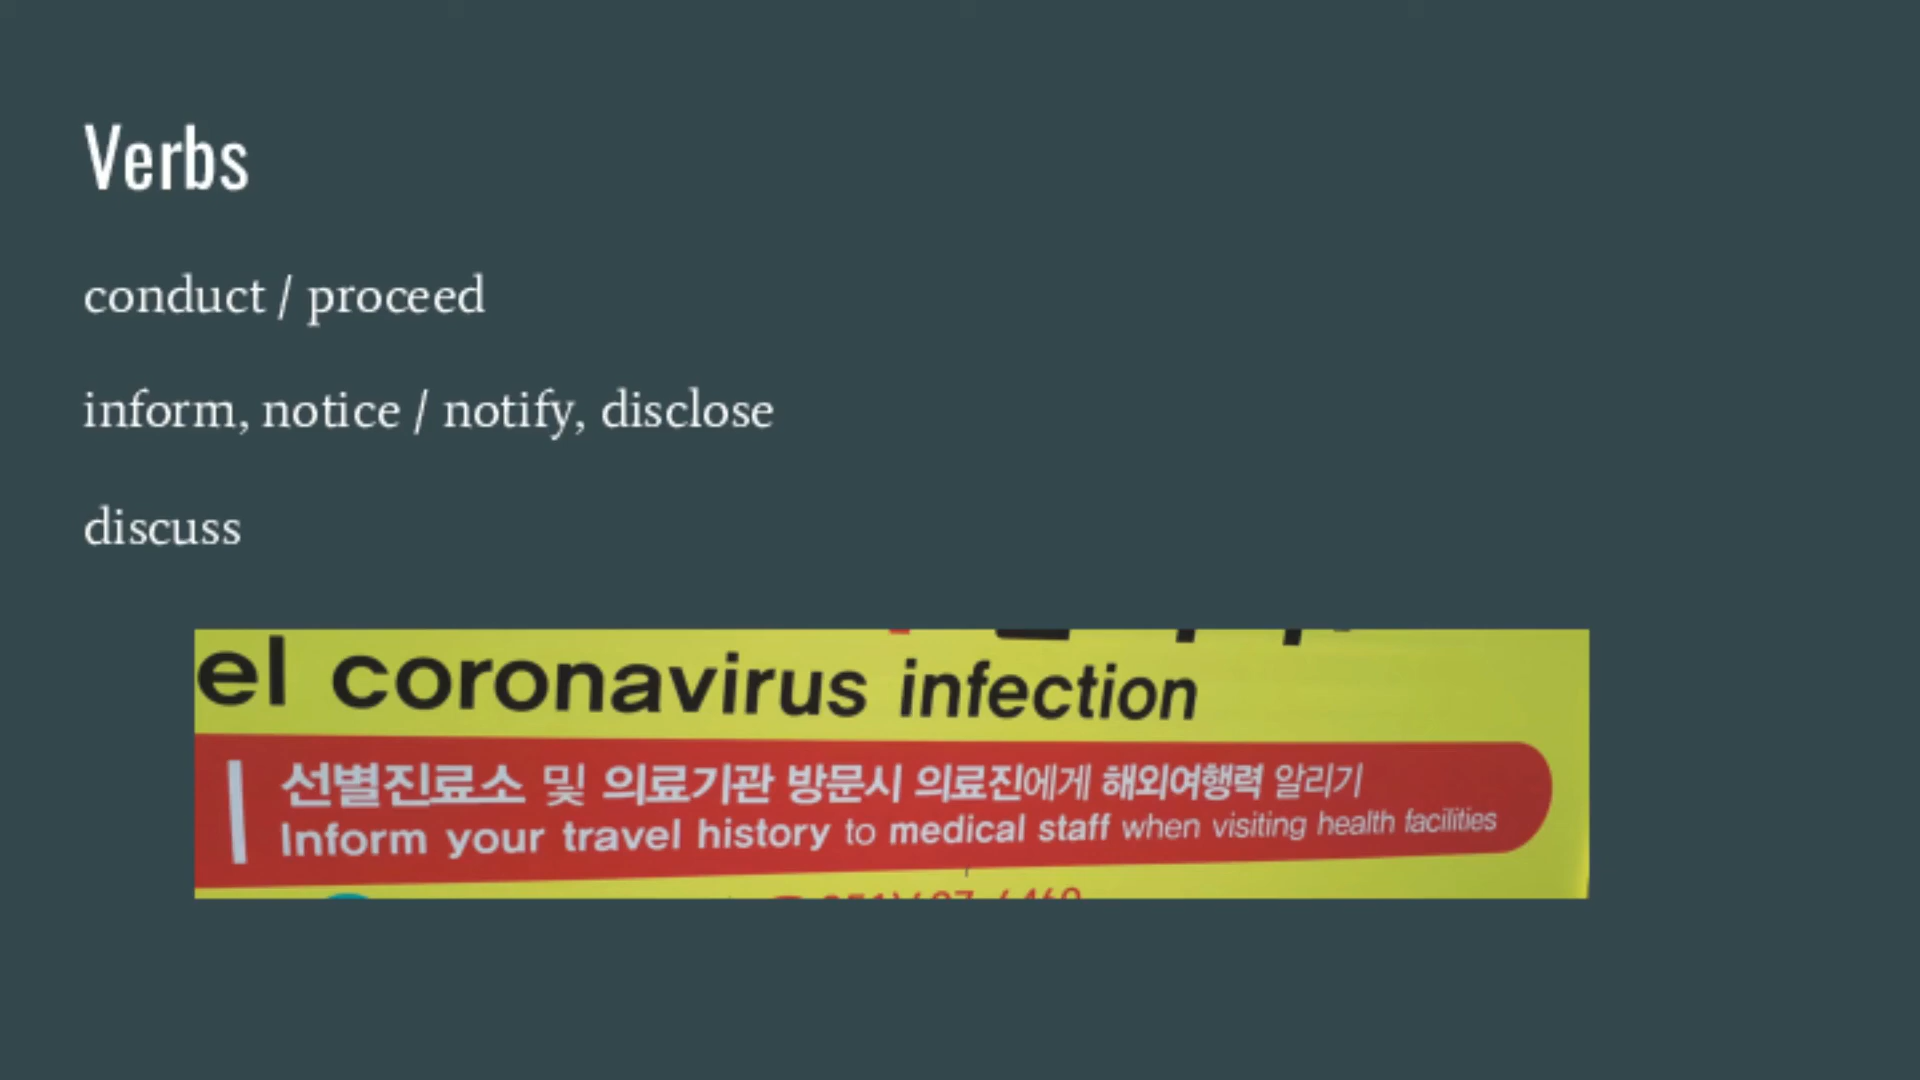 Verbs
conduct / proceed
inform, notice / notify, disclose
discuss
el coronavirus infection
선별진료소 및 의료기관 방문시 의료진에게 해외여행력 알리기
Inform your travel history to medical staff when visiting health facilities